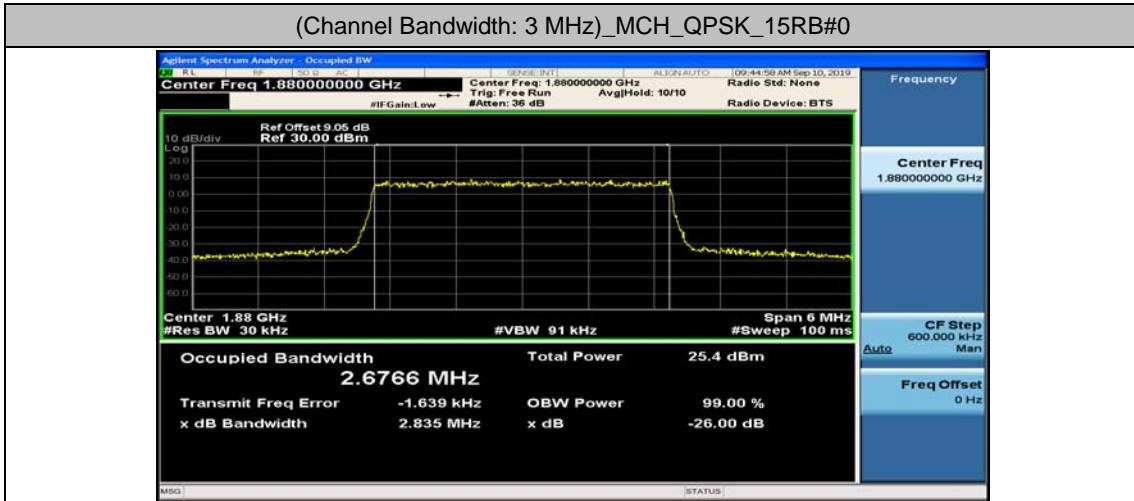 (Channel Bandwidth: 3 MHz)_MCH_QPSK_15RB#0
Agilent Spectrum Analyzer - Occupied BW
RL RF 50 Ω AC SENSE:INT ALIGN AUTO 09:44:58 AM Sep 10, 2019
Center Freq 1.880000000 GHz
Center Freq: 1.880000000 GHz
Radio Std: None
Trig: Free Run Avg|Hold: 10/10
#IFGain:Low #Atten: 36 dB Radio Device: BTS
Ref Offset 9.05 dB
10 dB/div Ref 30.00 dBm
Log
20.0
10.0
0.00
-10.0
-20.0
-30.0
-40.0
-50.0
-60.0
Center 1.88 GHz Span 6 MHz
#Res BW 30 kHz #VBW 91 kHz #Sweep 100 ms
Occupied Bandwidth Total Power 25.4 dBm
2.6766 MHz
Transmit Freq Error -1.639 kHz OBW Power 99.00 %
x dB Bandwidth 2.835 MHz x dB -26.00 dB
MSG STATUS
Frequency
Center Freq
1.880000000 GHz
CF Step
600.000 kHz
Auto Man
Freq Offset
0 Hz